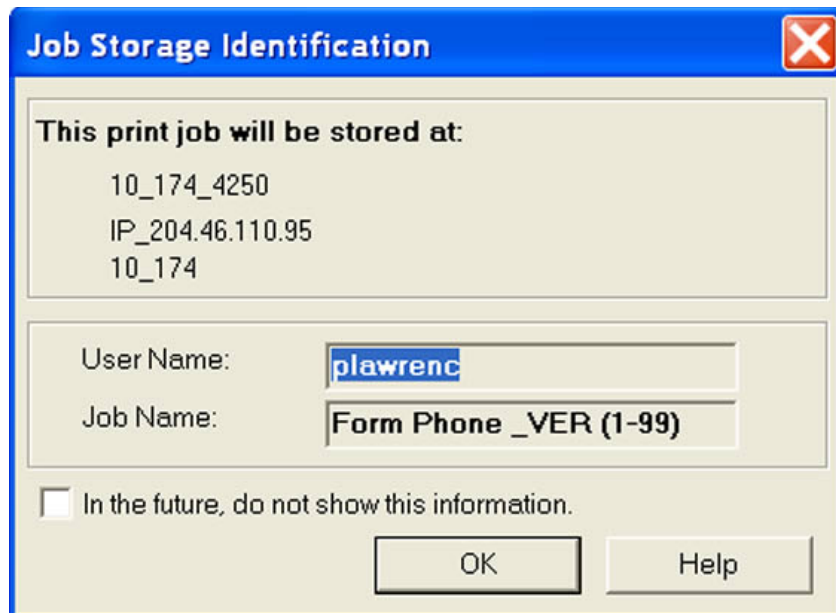 Job Storage Identification
This print job will be stored at:
10_174_4250
IP_204.46.110.95
10_174
User Name: plawrenc
Job Name: Form Phone _VER (1-99)
In the future, do not show this information.
OK Help